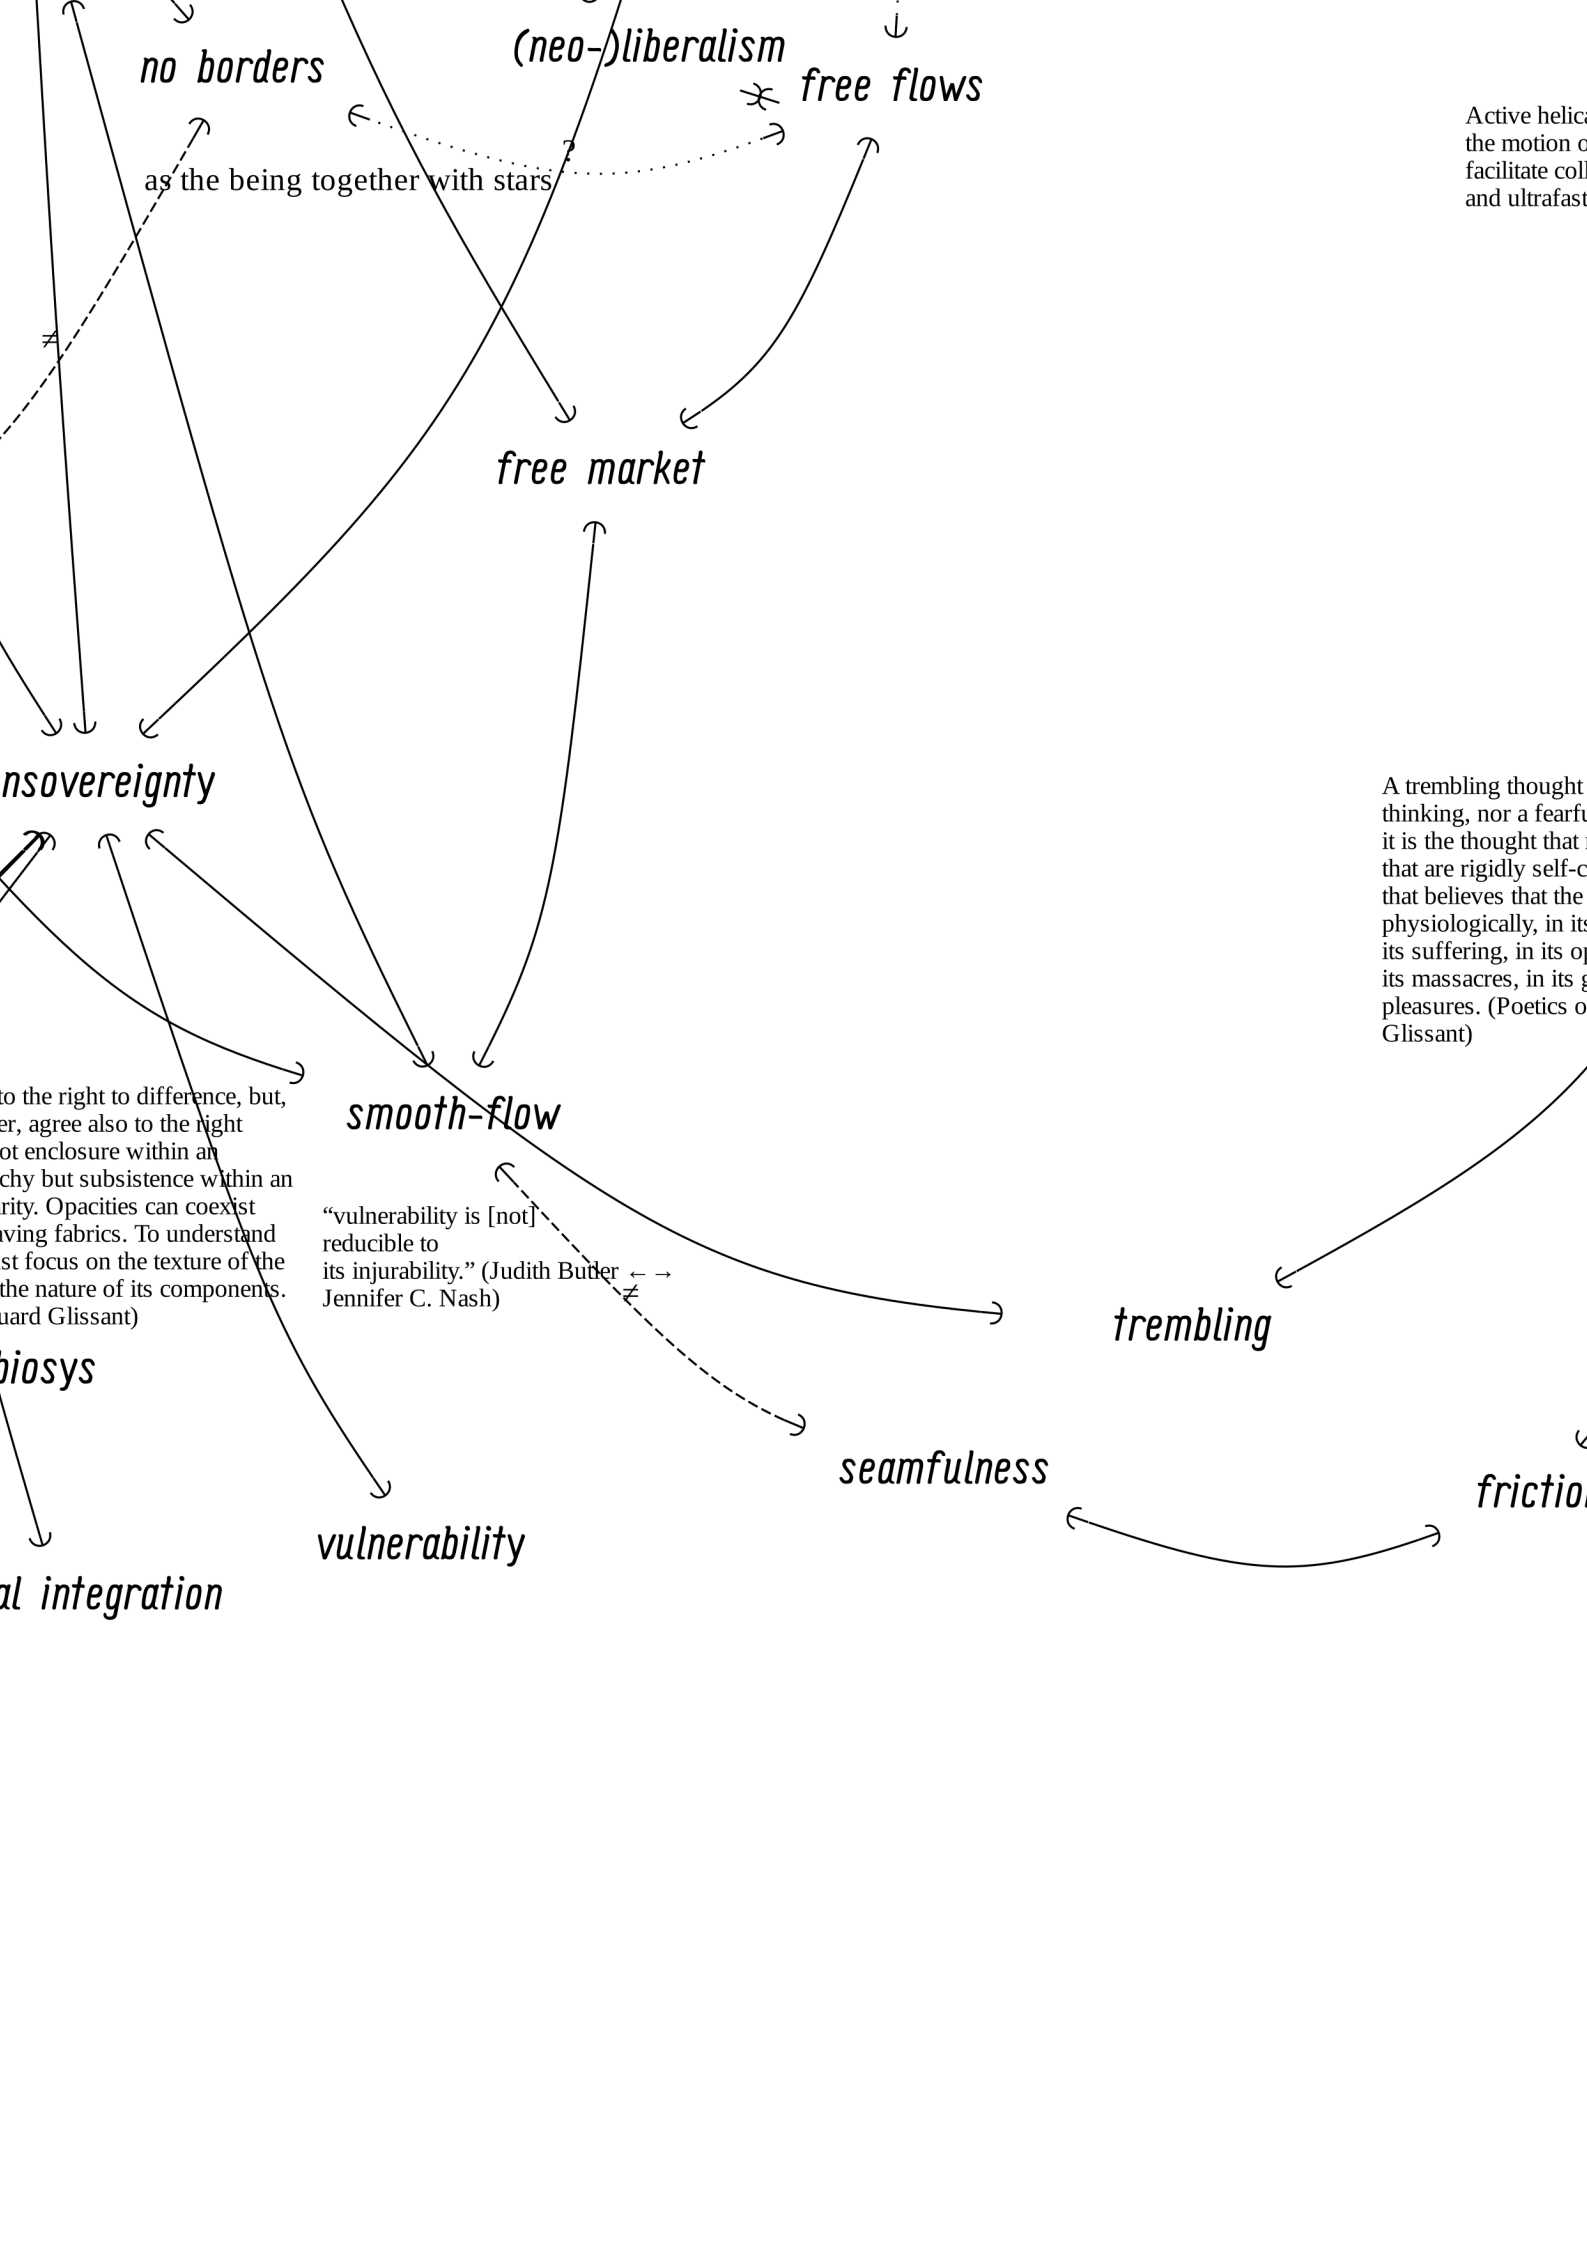 no borders
(neo-)liberalism
free flows
?
as the being together with stars
≠
Active helica
the motion o
facilitate coll
and ultrafast
free market
nsovereignty
A trembling thought
thinking, nor a fearfu
it is the thought that
that are rigidly self-c
that believes that the
physiologically, in its
its suffering, in its op
its massacres, in its g
pleasures. (Poetics o
Glissant)
smooth-flow
to the right to difference, but,
er, agree also to the right
ot enclosure within an
chy but subsistence within an
rity. Opacities can coexist
aving fabrics. To understand
st focus on the texture of the
the nature of its components.
uard Glissant)
“vulnerability is [not]
reducible to
its injurability.” (Judith Butler ←→
Jennifer C. Nash)
≠
trembling
biosys
seamfulness
friction
vulnerability
al integration